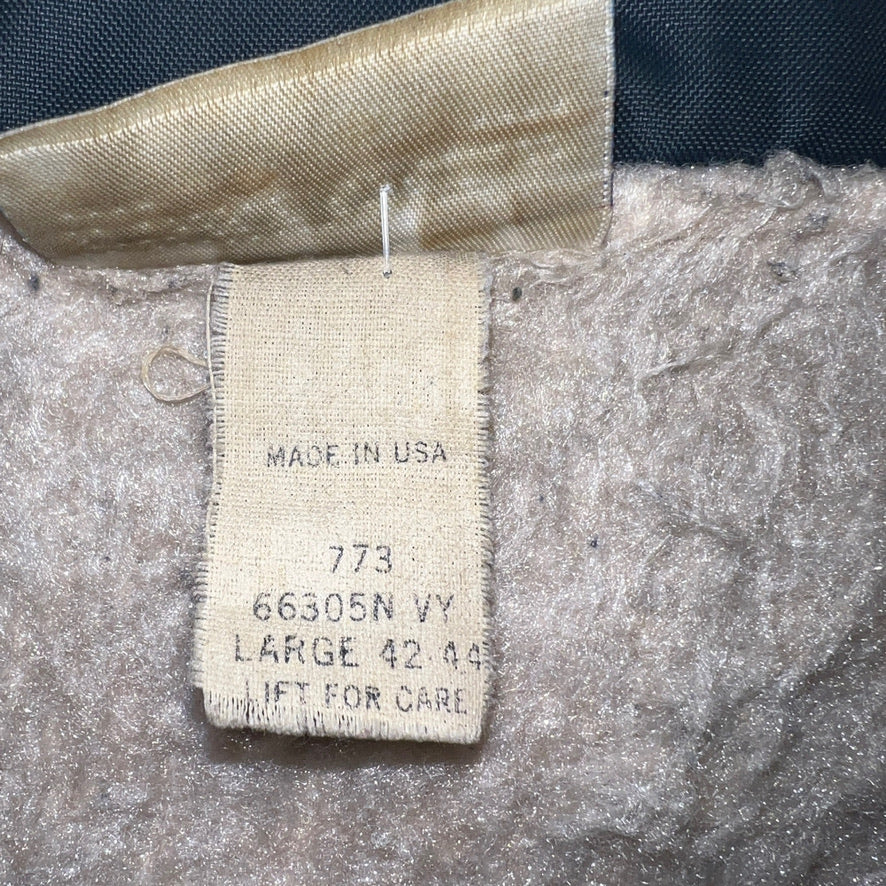 MADE IN USA
773
66305N VY
LARGE 42-44
LIFT FOR CARE